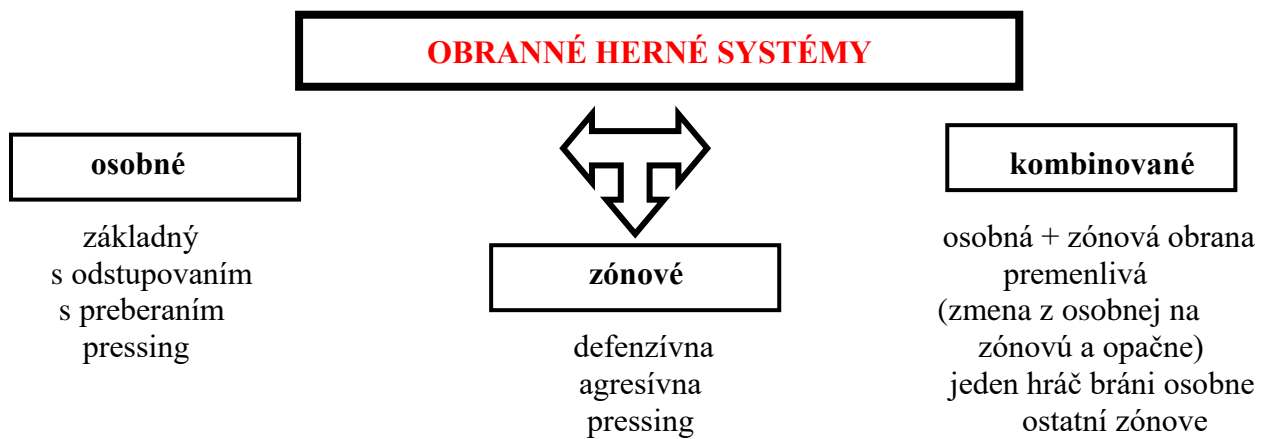 OBRANNÉ HERNÉ SYSTÉMY
osobné
základný
s odstupovaním
s preberaním
pressing
zónové
defenzívna
agresívna
pressing
kombinované
osobná + zónová obrana
premenlivá
(zmena z osobnej na
zónovú a opačne)
jeden hráč bráni osobne
ostatní zónove